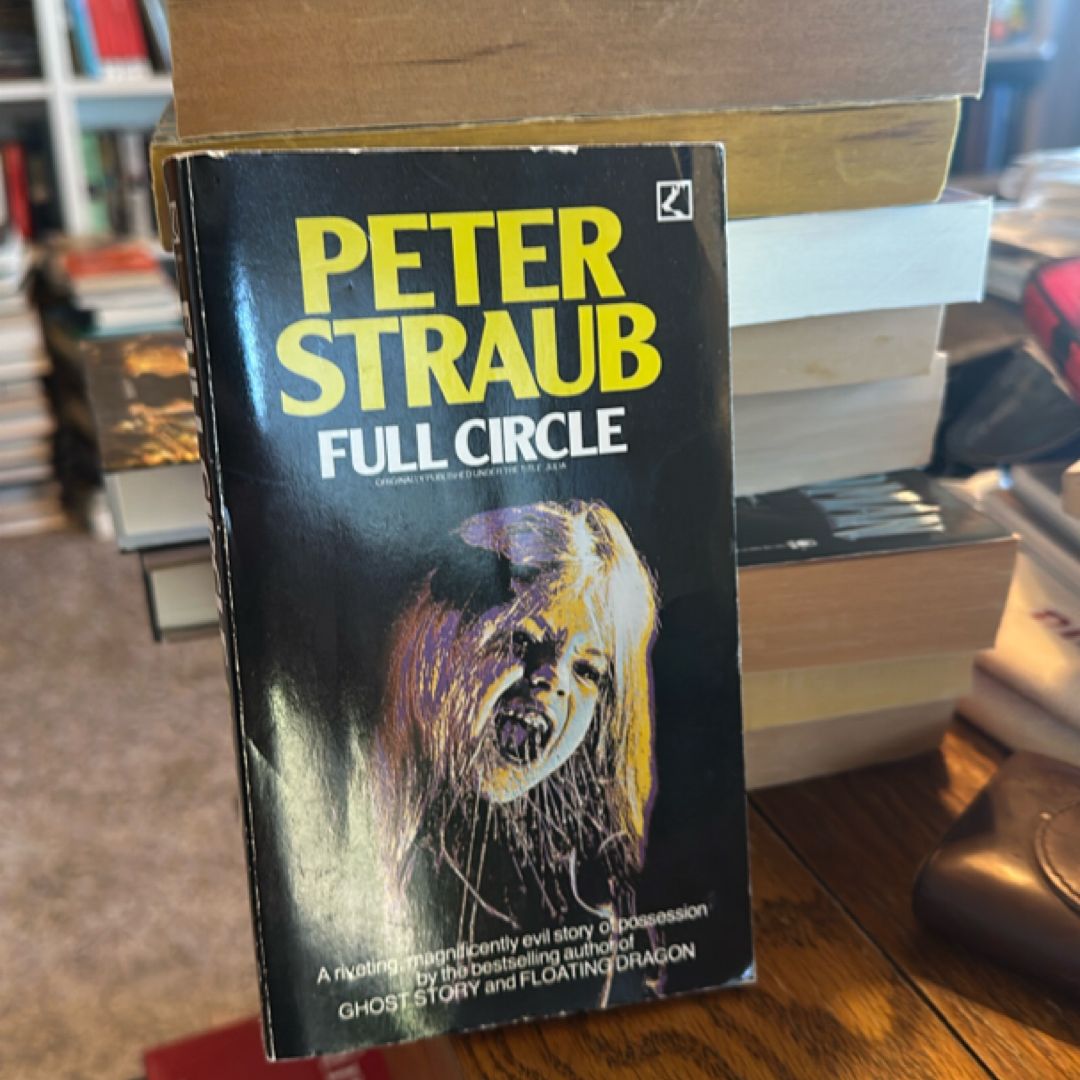 PETER
STRAUB
FULL CIRCLE
ORIGINALLY PUBLISHED UNDER THE TITLE JULIA
A riveting, magnificently evil story of possession
by the bestselling author of
GHOST STORY and FLOATING DRAGON